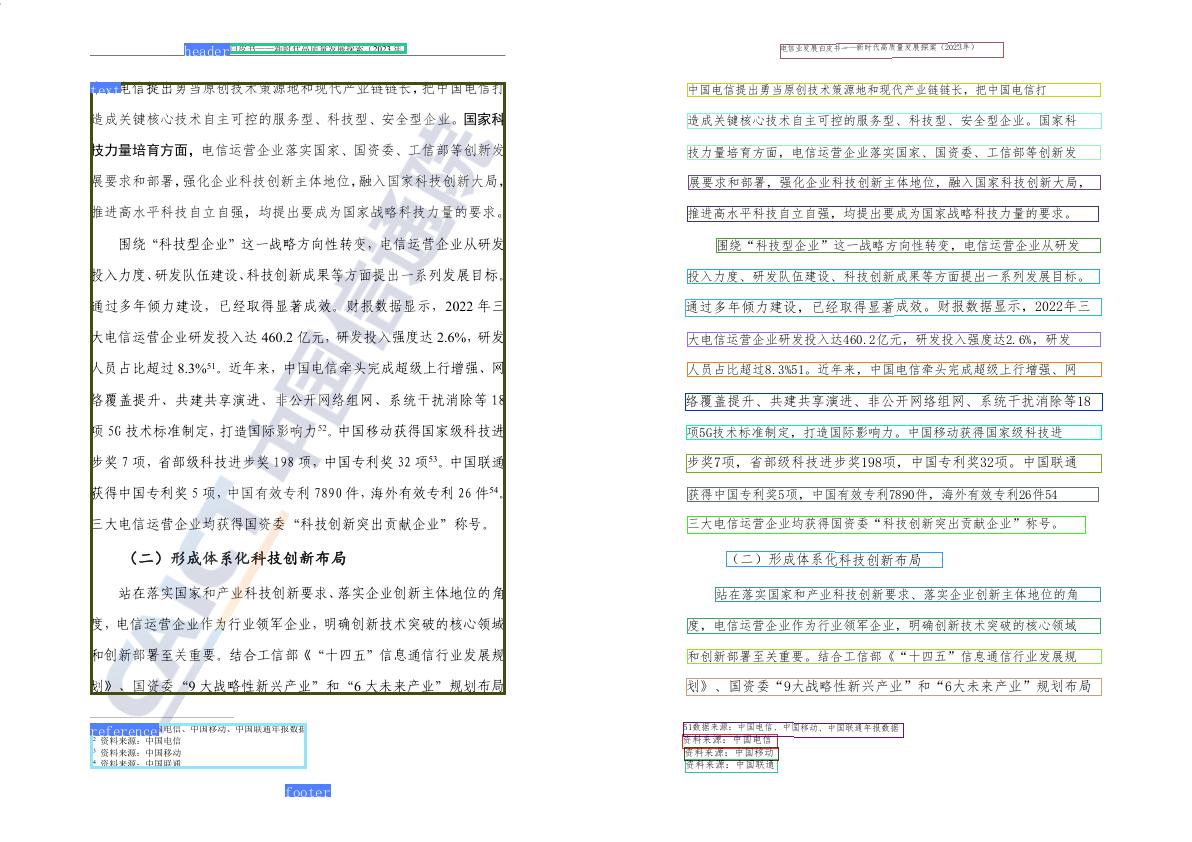 header 白皮书——新时代高质量发展探索（2023年）
text 电信提出勇当原创技术策源地和现代产业链链长，把中国电信打
造成关键核心技术自主可控的服务型、科技型、安全型企业。国家科
技力量培育方面，电信运营企业落实国家、国资委、工信部等创新发
展要求和部署，强化企业科技创新主体地位，融入国家科技创新大局，
推进高水平科技自立自强，均提出要成为国家战略科技力量的要求。
围绕“科技型企业”这一战略方向性转变，电信运营企业从研发
投入力度、研发队伍建设、科技创新成果等方面提出一系列发展目标。
通过多年倾力建设，已经取得显著成效。财报数据显示，2022 年三
大电信运营企业研发投入达 460.2 亿元，研发投入强度达 2.6%，研发
人员占比超过 8.3%51。近年来，中国电信牵头完成超级上行增强、网
络覆盖提升、共建共享演进、非公开网络组网、系统干扰消除等 18
项 5G 技术标准制定，打造国际影响力52。中国移动获得国家级科技进
步奖 7 项，省部级科技进步奖 198 项，中国专利奖 32 项53。中国联通
获得中国专利奖 5 项，中国有效专利 7890 件，海外有效专利 26 件54。
三大电信运营企业均获得国资委 “科技创新突出贡献企业”称号。
（二）形成体系化科技创新布局
站在落实国家和产业科技创新要求、落实企业创新主体地位的角
度，电信运营企业作为行业领军企业，明确创新技术突破的核心领域
和创新部署至关重要。结合工信部《“十四五”信息通信行业发展规
划》、国资委“9 大战略性新兴产业”和“6 大未来产业”规划布局
reference 国电信、中国移动、中国联通年报数据
2 资料来源：中国电信
3 资料来源：中国移动
4 资料来源：中国联通
footer
CAICT 中国信通院
电信业发展白皮书——新时代高质量发展探索（2023年）
中国电信提出勇当原创技术策源地和现代产业链链长，把中国电信打
造成关键核心技术自主可控的服务型、科技型、安全型企业。国家科
技力量培育方面，电信运营企业落实国家、国资委、工信部等创新发
展要求和部署，强化企业科技创新主体地位，融入国家科技创新大局，
推进高水平科技自立自强，均提出要成为国家战略科技力量的要求。
围绕“科技型企业”这一战略方向性转变，电信运营企业从研发
投入力度、研发队伍建设、科技创新成果等方面提出一系列发展目标。
通过多年倾力建设，已经取得显著成效。财报数据显示，2022年三
大电信运营企业研发投入达460.2亿元，研发投入强度达2.6%，研发
人员占比超过8.3%51。近年来，中国电信牵头完成超级上行增强、网
络覆盖提升、共建共享演进、非公开网络组网、系统干扰消除等18
项5G技术标准制定，打造国际影响力。中国移动获得国家级科技进
步奖7项，省部级科技进步奖198项，中国专利奖32项。中国联通
获得中国专利奖5项，中国有效专利7890件，海外有效专利26件54
三大电信运营企业均获得国资委“科技创新突出贡献企业”称号。
（二）形成体系化科技创新布局
站在落实国家和产业科技创新要求、落实企业创新主体地位的角
度，电信运营企业作为行业领军企业，明确创新技术突破的核心领域
和创新部署至关重要。结合工信部《“十四五”信息通信行业发展规
划》、国资委“9大战略性新兴产业”和“6大未来产业”规划布局
51数据来源：中国电信、中国移动、中国联通年报数据
资料来源：中国电信
资料来源：中国移动
资料来源：中国联通